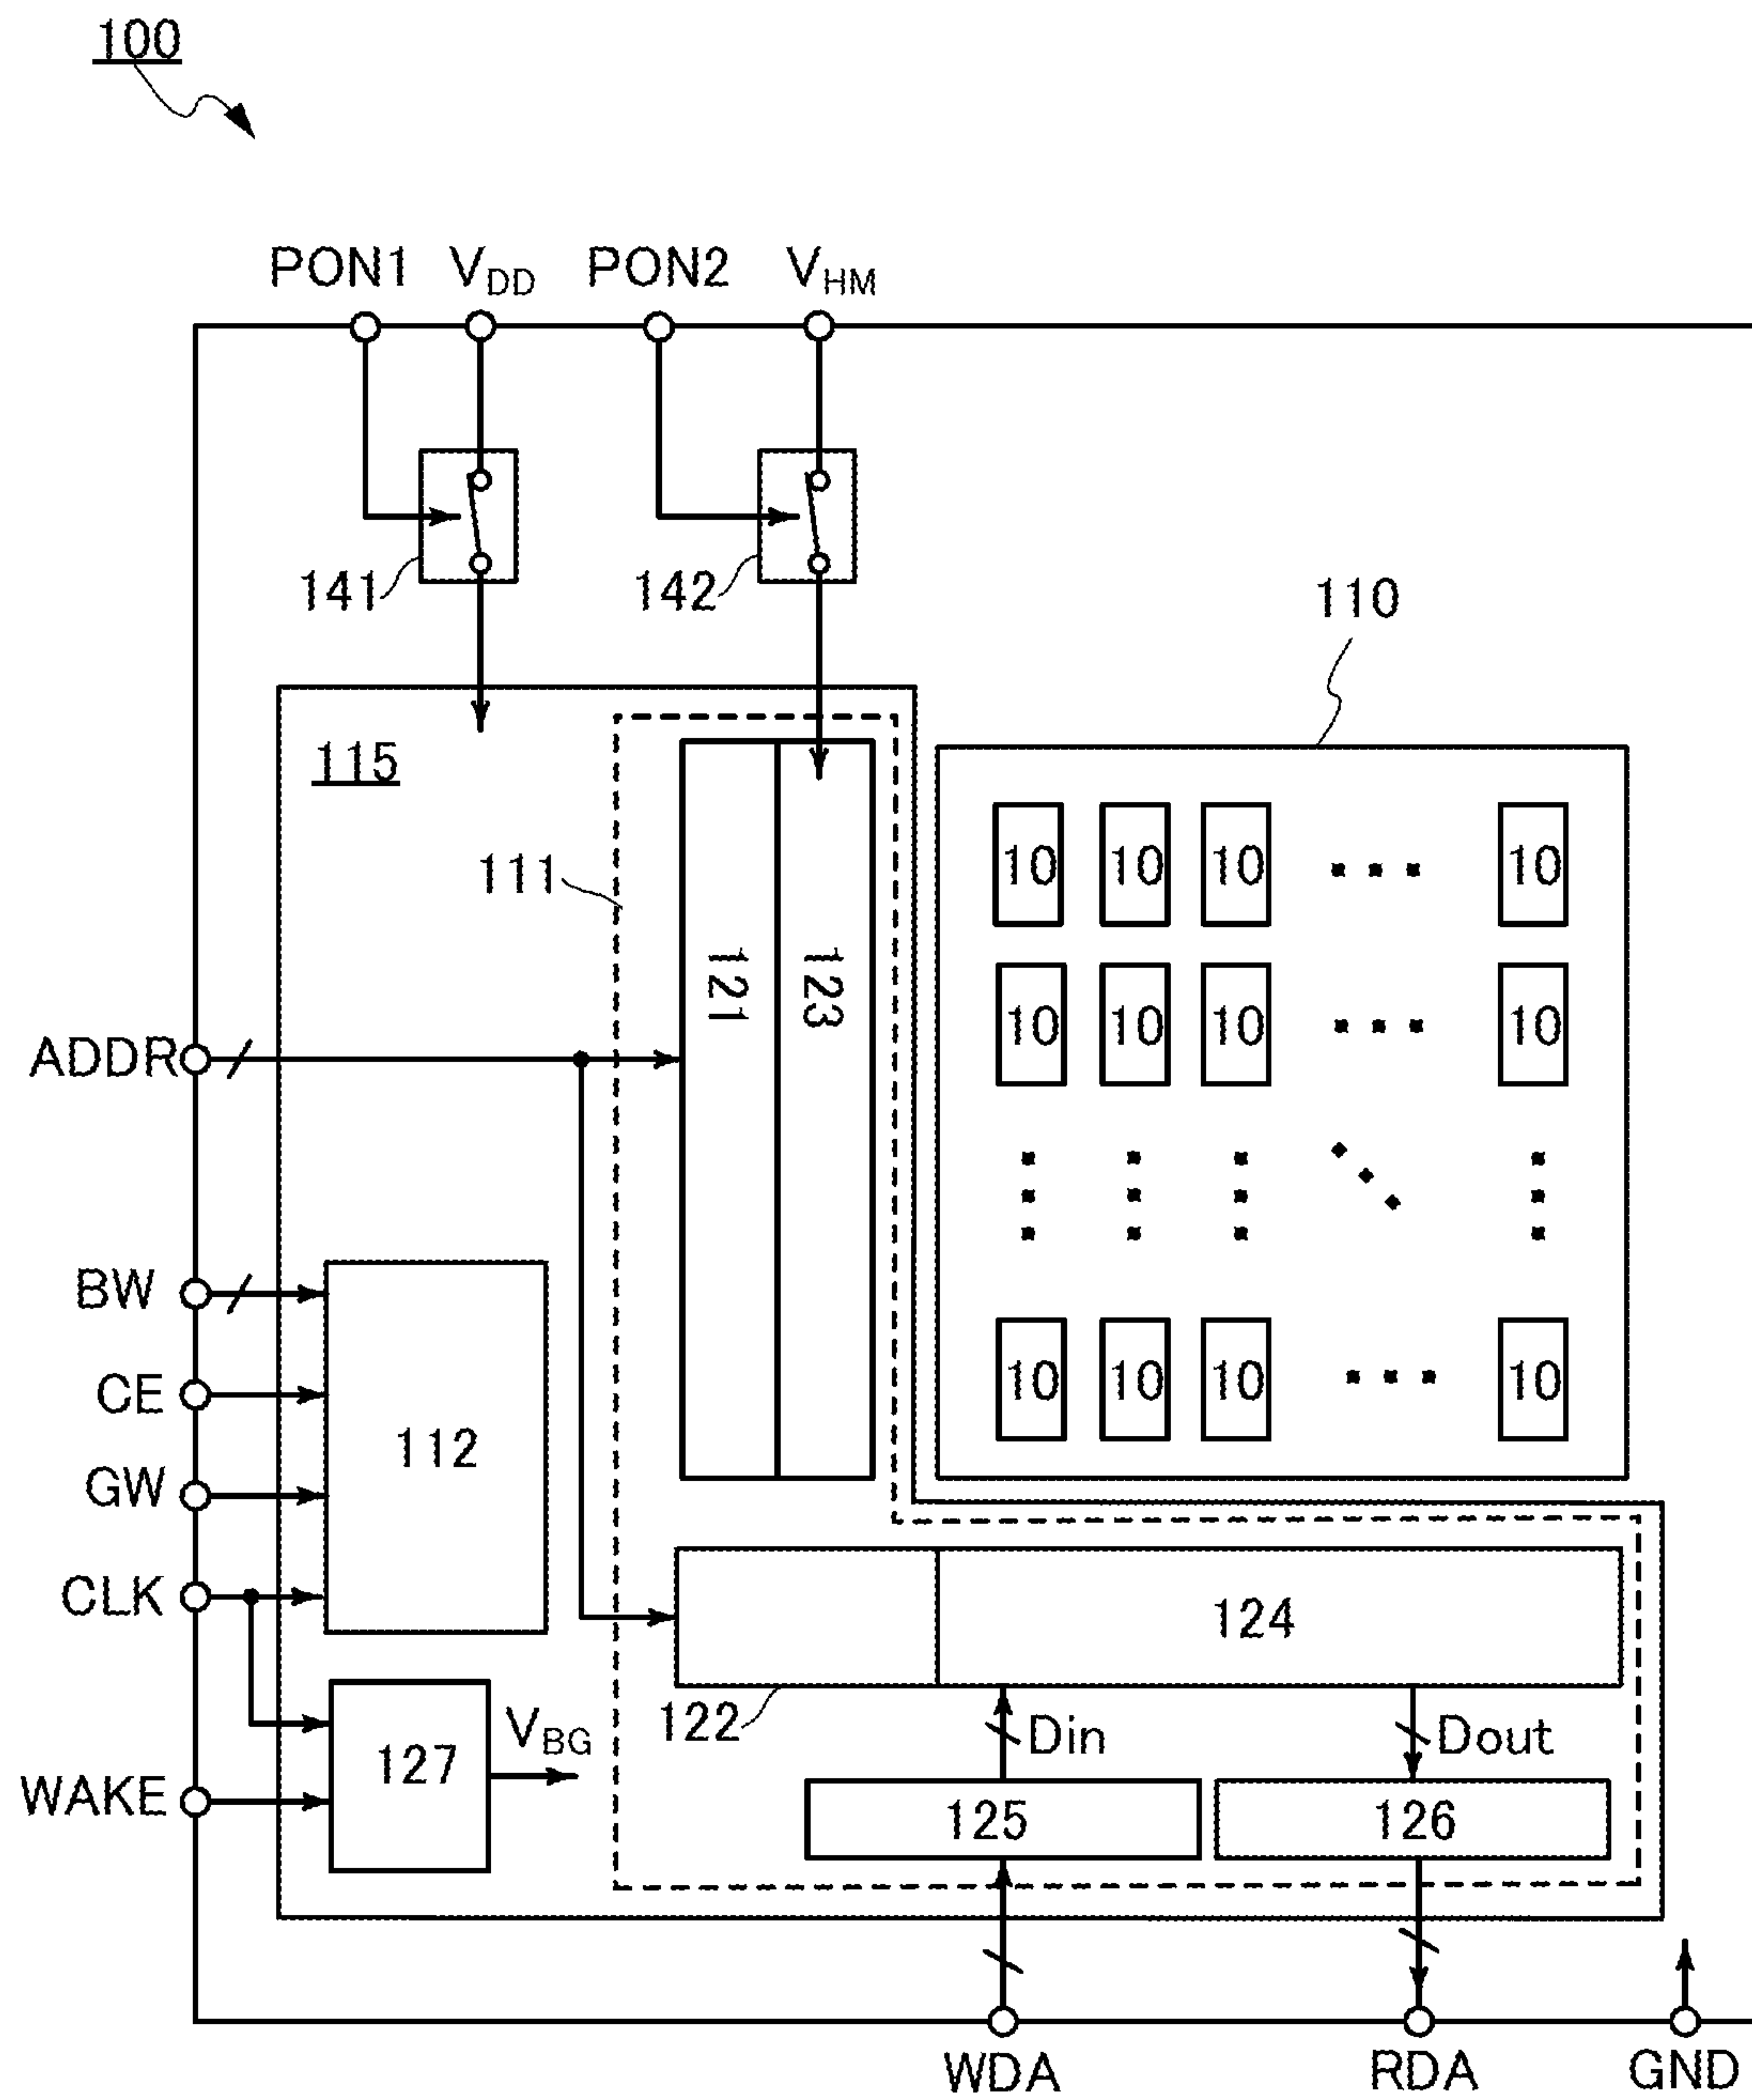 100
PON1 VDD PON2 VHM
141 142
110
115
111
10 10 10 10
121 123
10 10 10 10
ADDR
BW
10 10 10 10
CE
112
GW
CLK
124
122 Din Dout
VBG
127
WAKE
125 126
WDA RDA GND